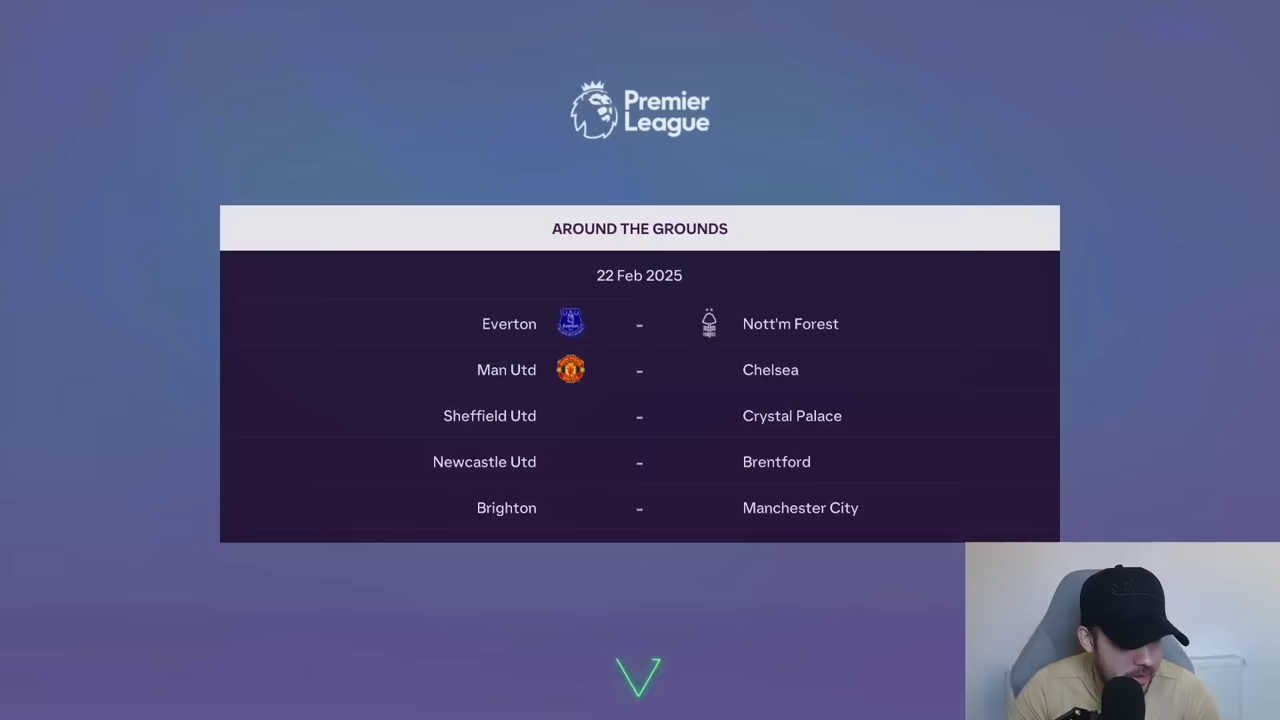 Premier
League
AROUND THE GROUNDS
22 Feb 2025
Everton - Nott'm Forest
Man Utd - Chelsea
Sheffield Utd - Crystal Palace
Newcastle Utd - Brentford
Brighton - Manchester City